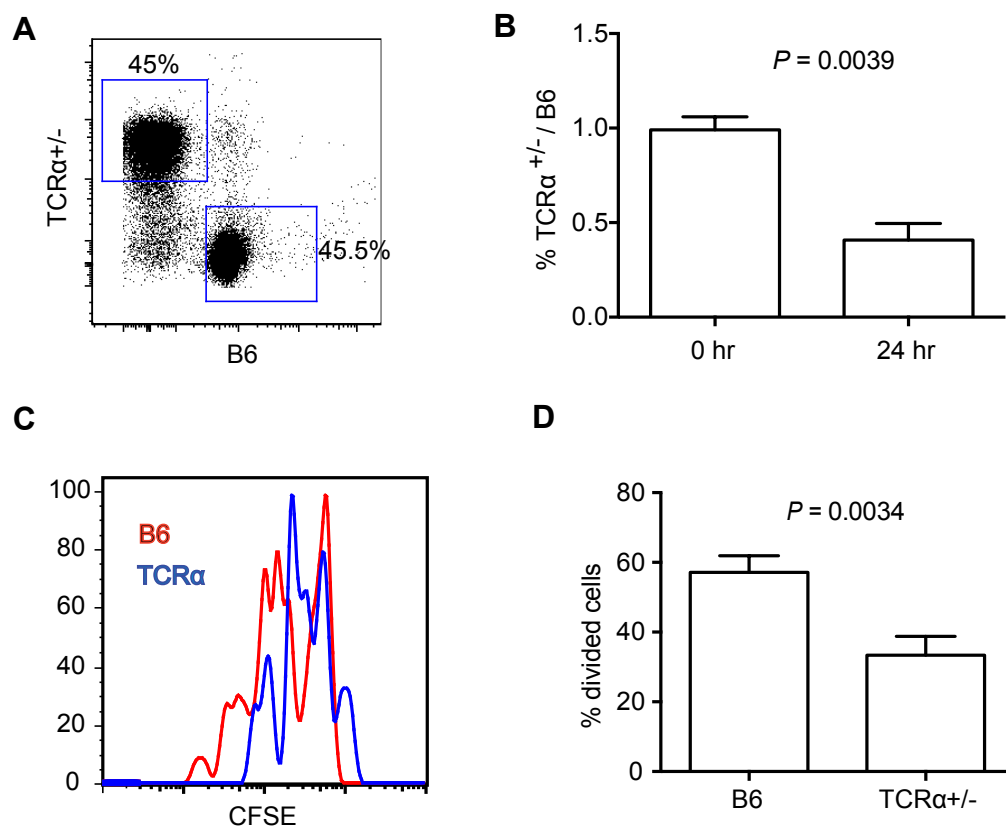 A
TCRα+/-
45%
45.5%
B6
B
% TCRα+/- / B6
1.5
1.0
0.5
0.0
P = 0.0039
0 hr
24 hr
C
100
80
60
40
20
0
B6
TCRα
CFSE
D
% divided cells
80
60
40
20
0
P = 0.0034
B6
TCRα+/-